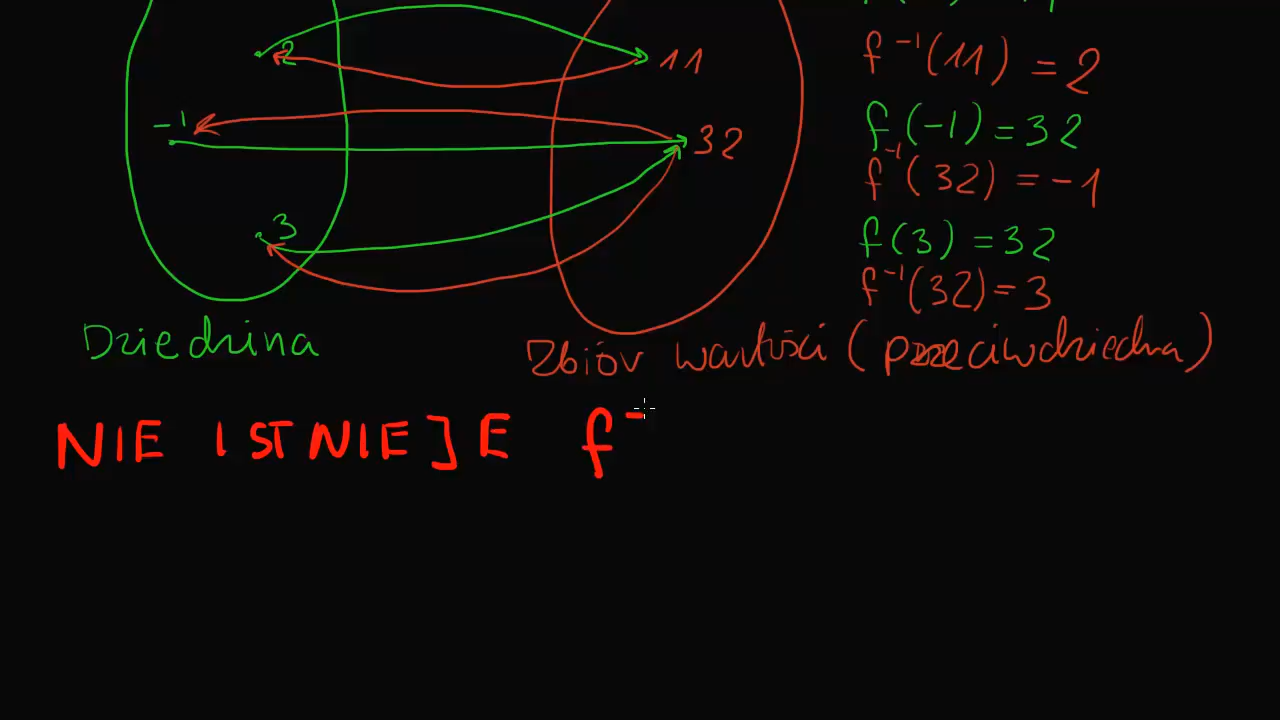 2
11
f⁻¹(11) = 2
-1
32
f(-1) = 32
f⁻¹(32) = -1
3
f(3) = 32
f⁻¹(32) = 3
Dziedzina
Zbiór wartości (przeciwdziedzina)
NIE ISTNIEJE f⁻